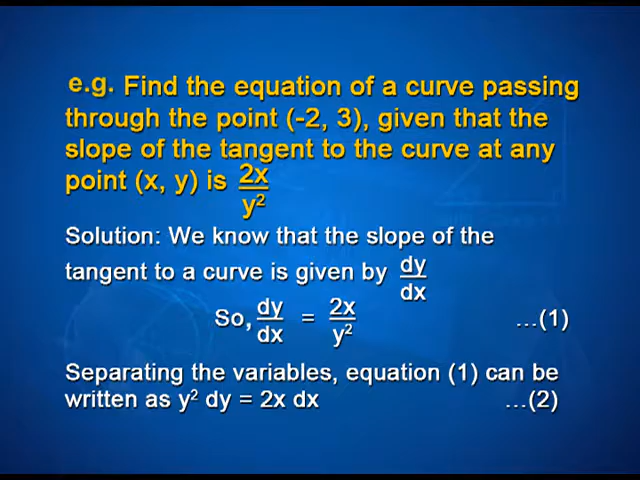 e.g. Find the equation of a curve passing
through the point (-2, 3), given that the
slope of the tangent to the curve at any
point (x, y) is 2x/y²
Solution: We know that the slope of the
tangent to a curve is given by dy/dx
So, dy/dx = 2x/y² ...(1)
Separating the variables, equation (1) can be
written as y² dy = 2x dx ...(2)